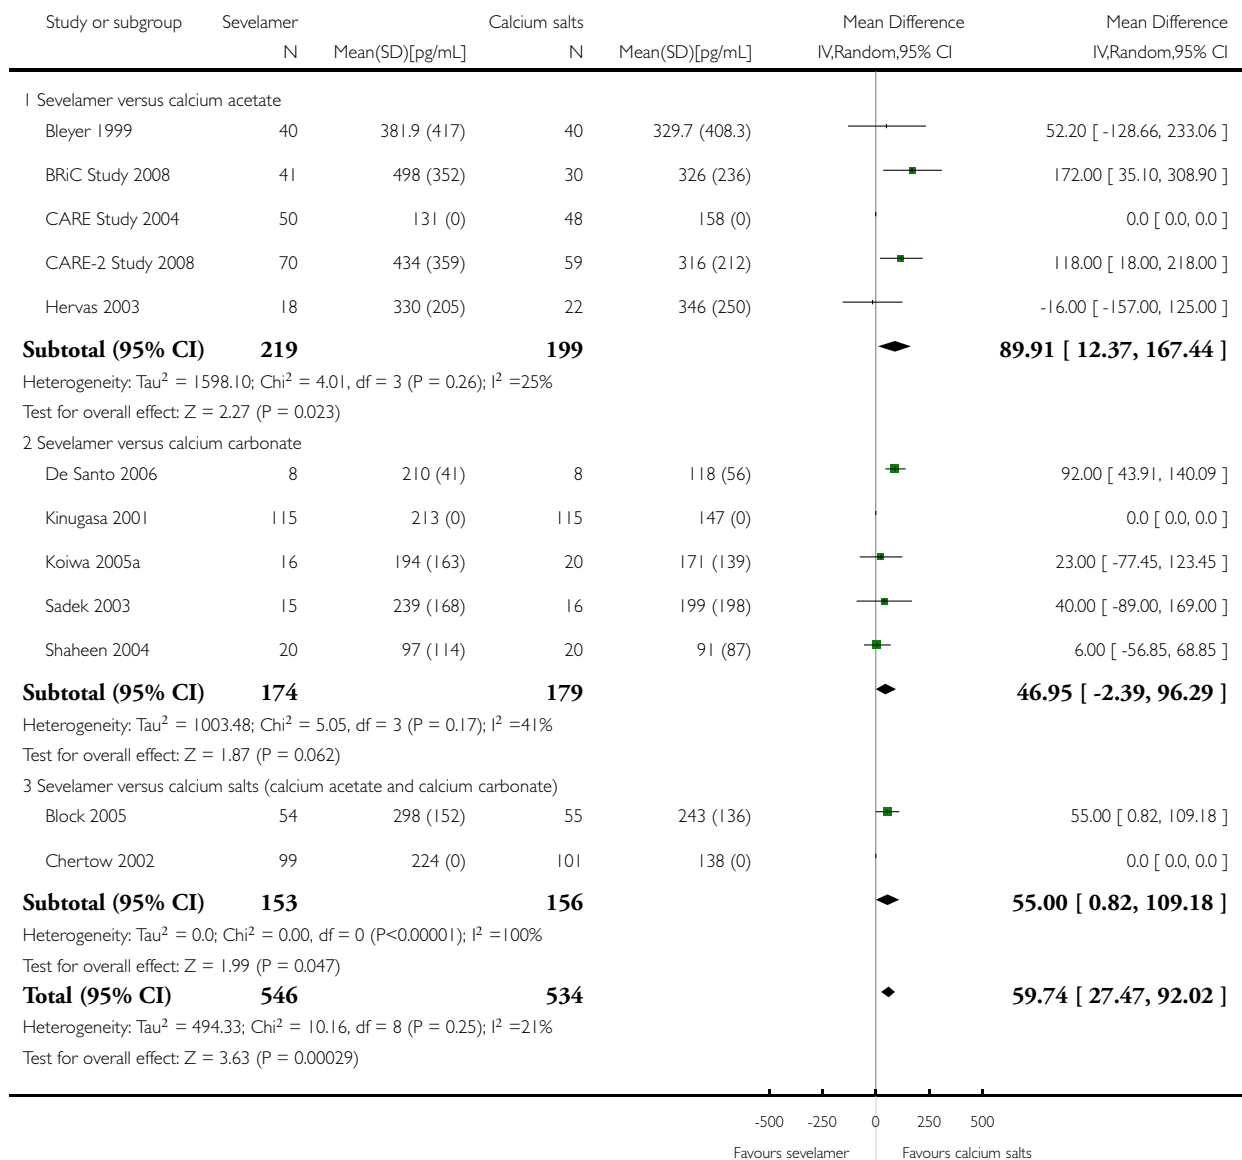 Study or subgroup Sevelamer Calcium salts Mean Difference Mean Difference
N Mean(SD)[pg/mL] N Mean(SD)[pg/mL] IV,Random,95% CI IV,Random,95% CI
1 Sevelamer versus calcium acetate
Bleyer 1999 40 381.9 (417) 40 329.7 (408.3) 52.20 [ -128.66, 233.06 ]
BRiC Study 2008 41 498 (352) 30 326 (236) 172.00 [ 35.10, 308.90 ]
CARE Study 2004 50 131 (0) 48 158 (0) 0.0 [ 0.0, 0.0 ]
CARE-2 Study 2008 70 434 (359) 59 316 (212) 118.00 [ 18.00, 218.00 ]
Hervas 2003 18 330 (205) 22 346 (250) -16.00 [ -157.00, 125.00 ]
Subtotal (95% CI) 219 199 89.91 [ 12.37, 167.44 ]
Heterogeneity: Tau² = 1598.10; Chi² = 4.01, df = 3 (P = 0.26); I² =25%
Test for overall effect: Z = 2.27 (P = 0.023)
2 Sevelamer versus calcium carbonate
De Santo 2006 8 210 (41) 8 118 (56) 92.00 [ 43.91, 140.09 ]
Kinugasa 2001 115 213 (0) 115 147 (0) 0.0 [ 0.0, 0.0 ]
Koiwa 2005a 16 194 (163) 20 171 (139) 23.00 [ -77.45, 123.45 ]
Sadek 2003 15 239 (168) 16 199 (198) 40.00 [ -89.00, 169.00 ]
Shaheen 2004 20 97 (114) 20 91 (87) 6.00 [ -56.85, 68.85 ]
Subtotal (95% CI) 174 179 46.95 [ -2.39, 96.29 ]
Heterogeneity: Tau² = 1003.48; Chi² = 5.05, df = 3 (P = 0.17); I² =41%
Test for overall effect: Z = 1.87 (P = 0.062)
3 Sevelamer versus calcium salts (calcium acetate and calcium carbonate)
Block 2005 54 298 (152) 55 243 (136) 55.00 [ 0.82, 109.18 ]
Chertow 2002 99 224 (0) 101 138 (0) 0.0 [ 0.0, 0.0 ]
Subtotal (95% CI) 153 156 55.00 [ 0.82, 109.18 ]
Heterogeneity: Tau² = 0.0; Chi² = 0.00, df = 0 (P<0.00001); I² =100%
Test for overall effect: Z = 1.99 (P = 0.047)
Total (95% CI) 546 534 59.74 [ 27.47, 92.02 ]
Heterogeneity: Tau² = 494.33; Chi² = 10.16, df = 8 (P = 0.25); I² =21%
Test for overall effect: Z = 3.63 (P = 0.00029)
-500 -250 0 250 500
Favours sevelamer Favours calcium salts